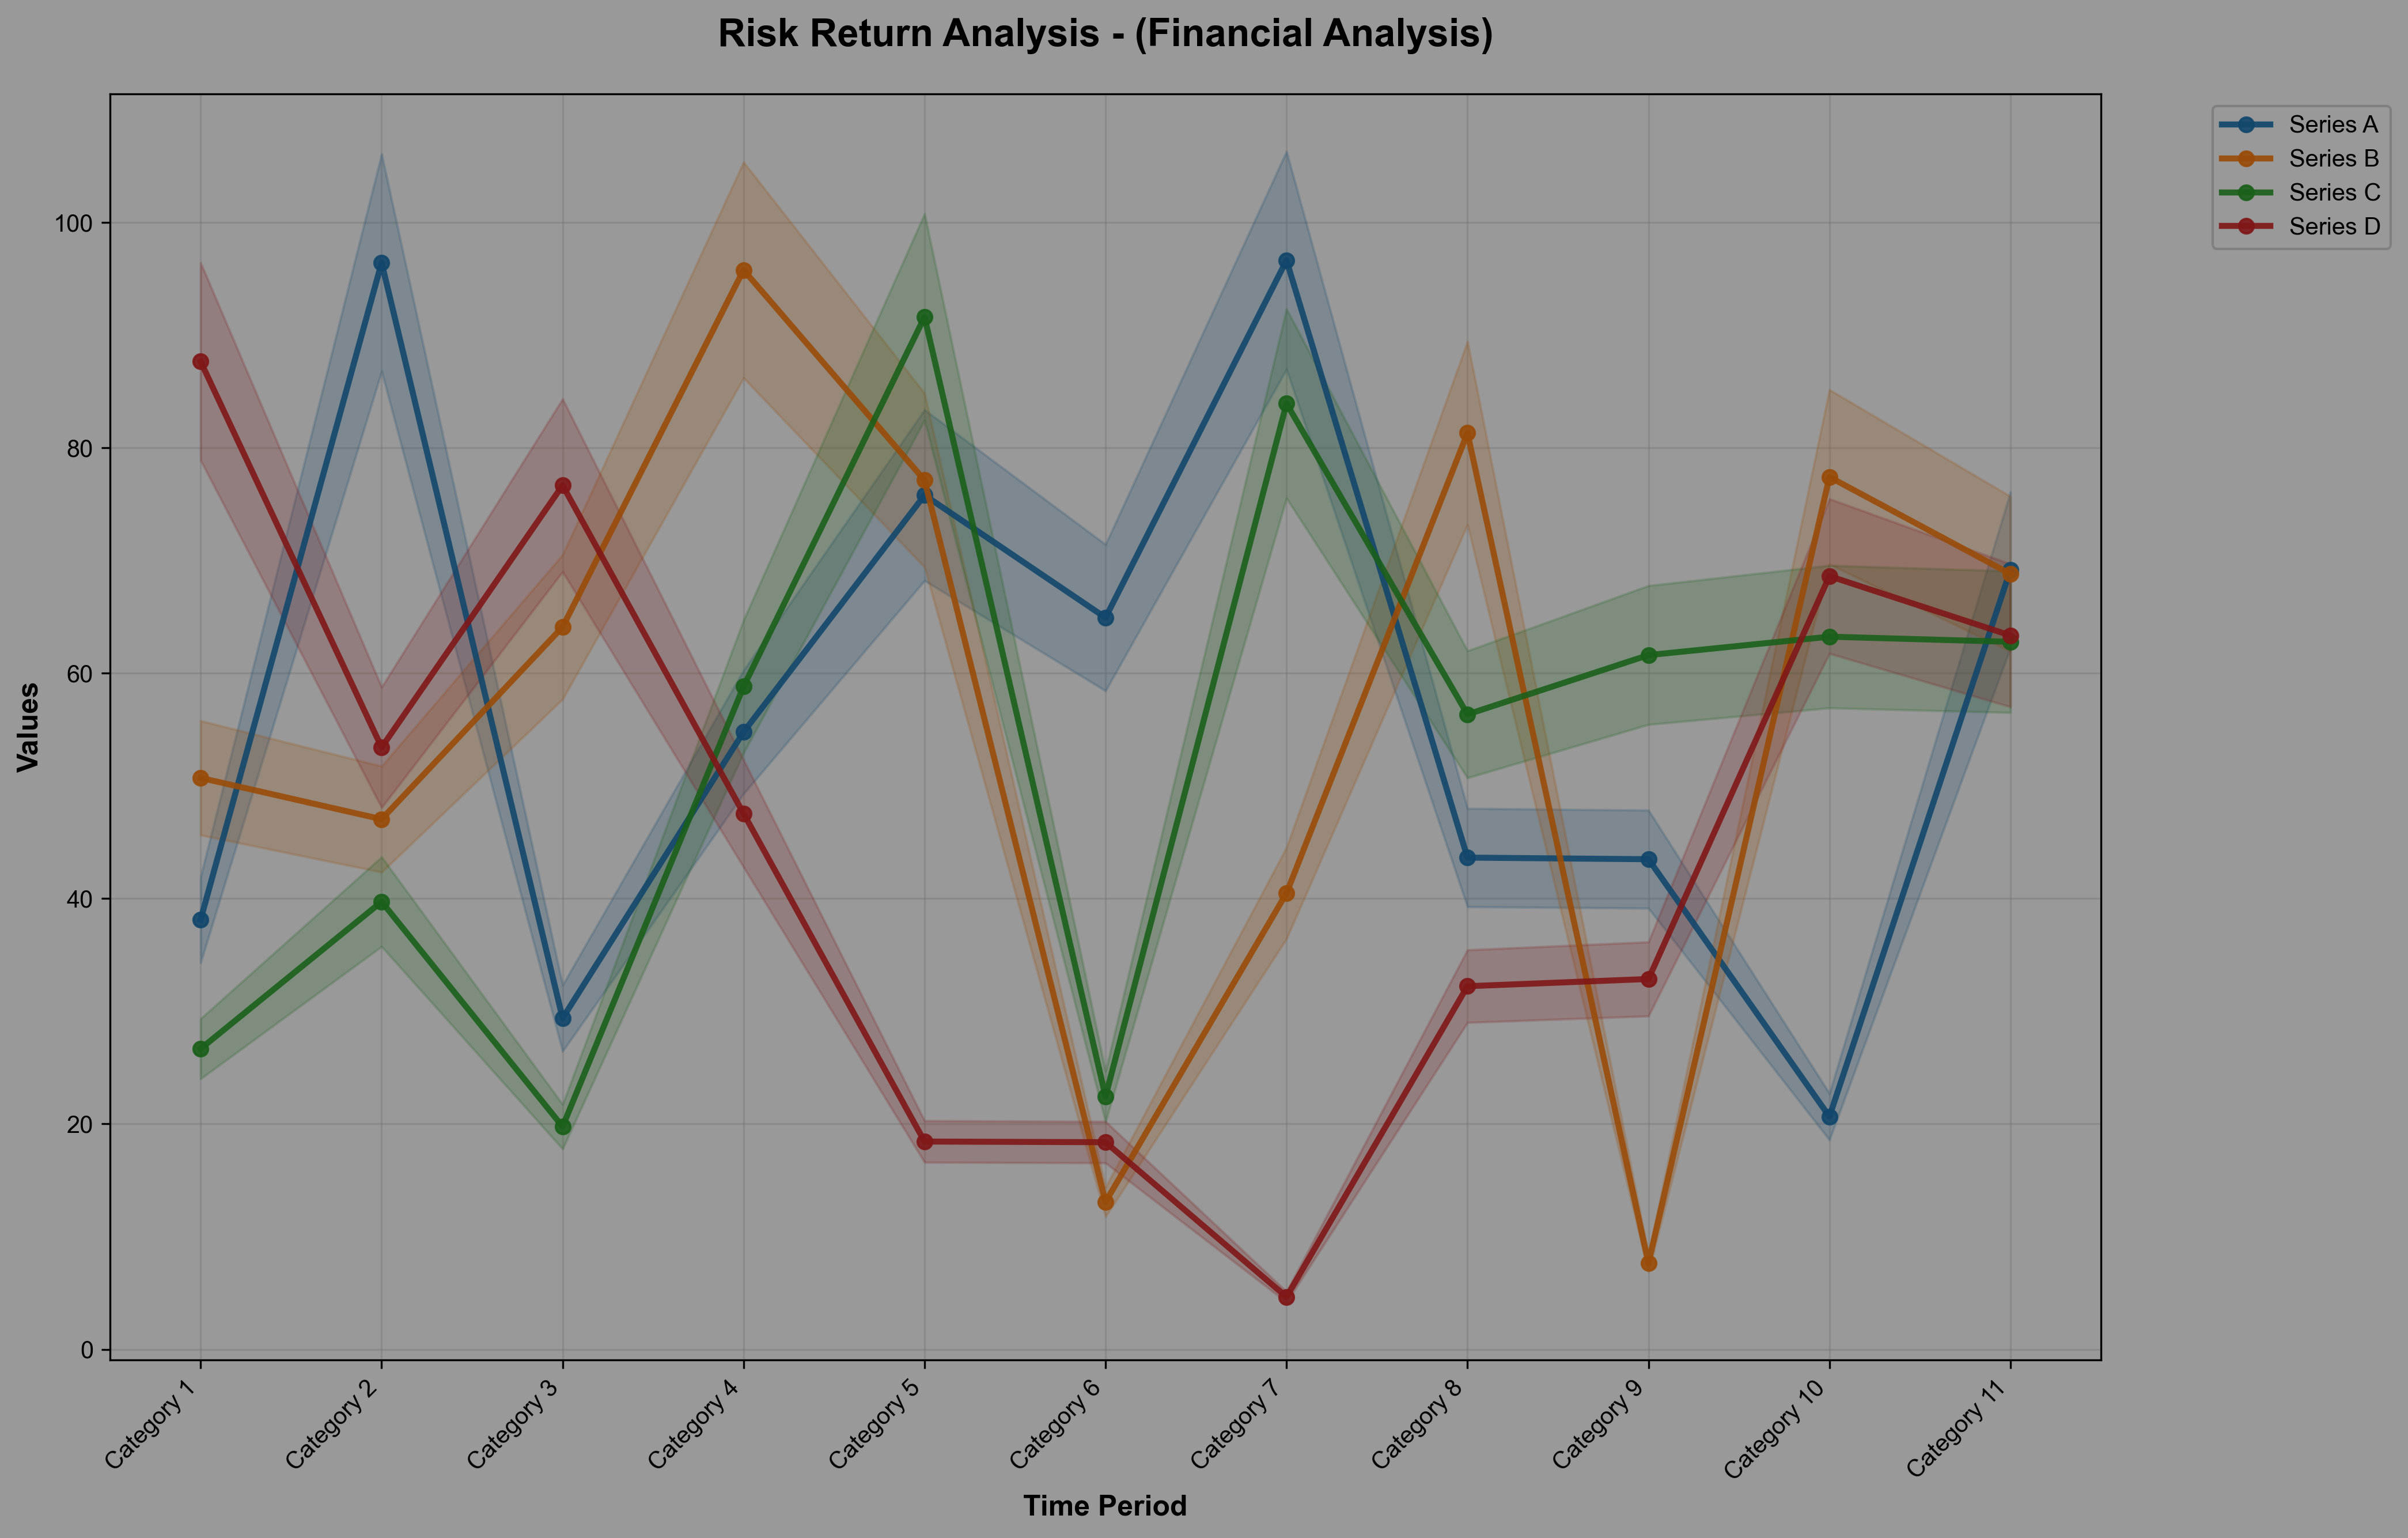 Risk Return Analysis - (Financial Analysis)
Series A
Series B
Series C
Series D
100
80
60
40
20
0
Values
Category 1
Category 2
Category 3
Category 4
Category 5
Category 6
Category 7
Category 8
Category 9
Category 10
Category 11
Time Period